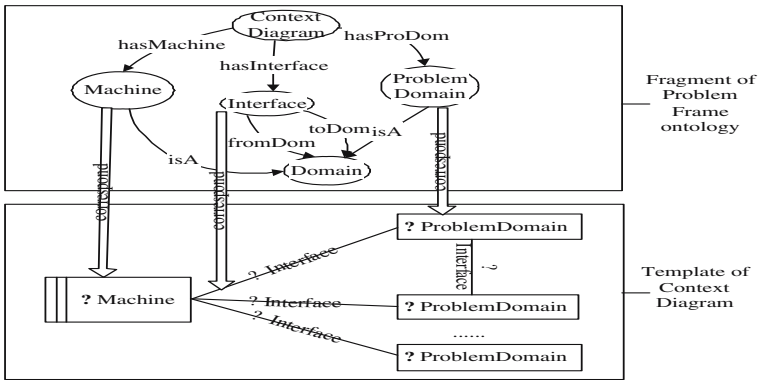 Context
Diagram
hasMachine
hasProDom
hasInterface
Machine
Problem
Domain
Interface
toDom
isA
fromDom
isA
Domain
Fragment of
Problem
Frame
ontology
correspond
correspond
correspond
? ProblemDomain
? Interface
? Interface
? Machine
? Interface
? ProblemDomain
? Interface
......
? ProblemDomain
Template of
Context
Diagram